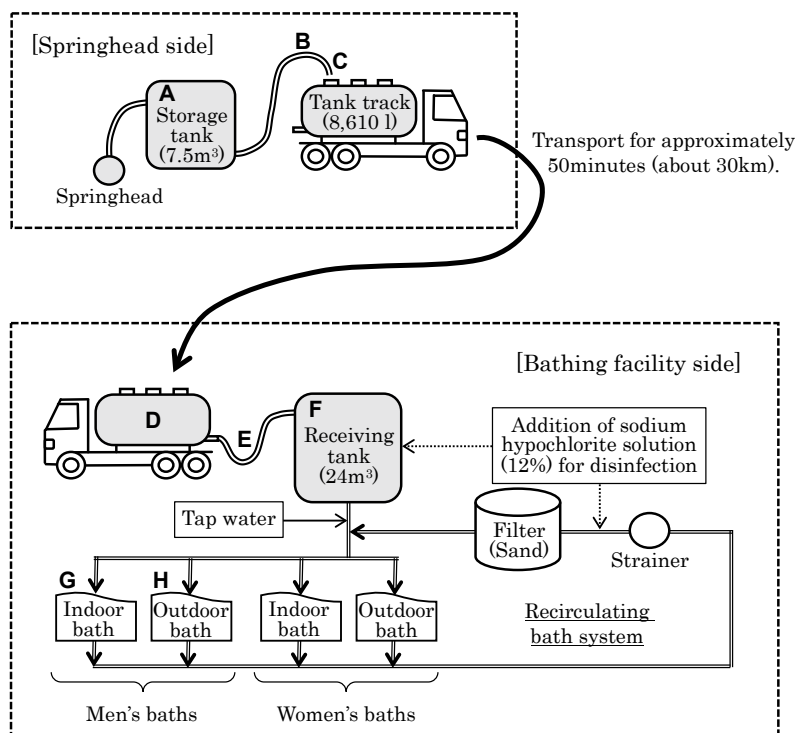 [Springhead side]
B
C
A
Storage
tank
(7.5m³)
Tank track
(8,610 l)
Springhead
Transport for approximately
50minutes (about 30km).
[Bathing facility side]
D
E
F
Receiving
tank
(24m³)
Addition of sodium
hypochlorite solution
(12%) for disinfection
Tap water
Filter
(Sand)
Strainer
G
H
Indoor
bath
Outdoor
bath
Indoor
bath
Outdoor
bath
Recirculating
bath system
Men's baths
Women's baths